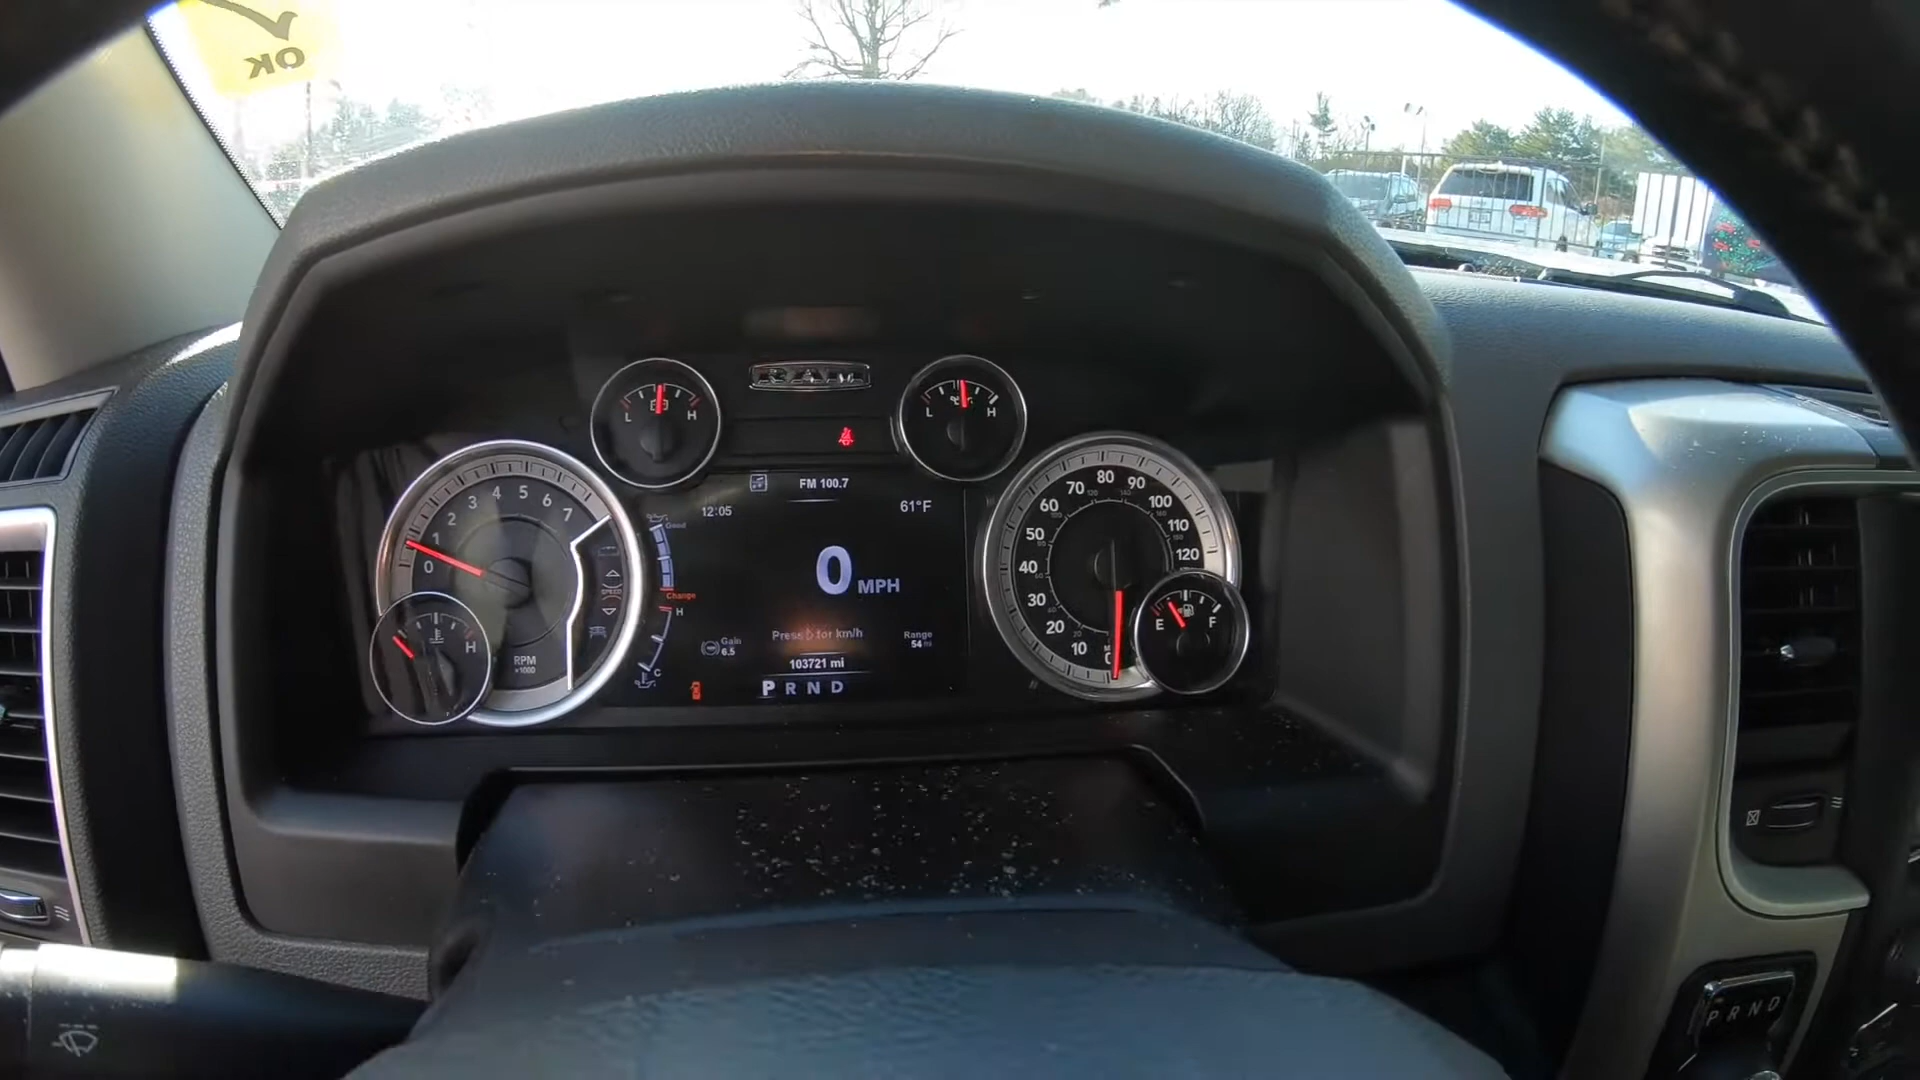 OK
RAM
L H
L H
FM 100.7
12:05
61°F
Good
Change
H
C
0 MPH
Press for km/h
Gain
6.5
Range
54 mi
103721 mi
P R N D
0 1 2 3 4 5 6 7
RPM
x1000
H
0 10 20 30 40 50 60 70 80 90 100 110 120
E F
P R N D